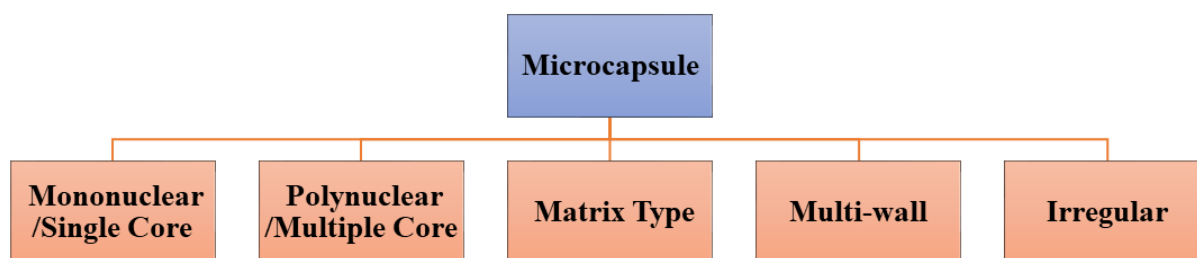 Microcapsule
Mononuclear
/Single Core
Polynuclear
/Multiple Core
Matrix Type
Multi-wall
Irregular